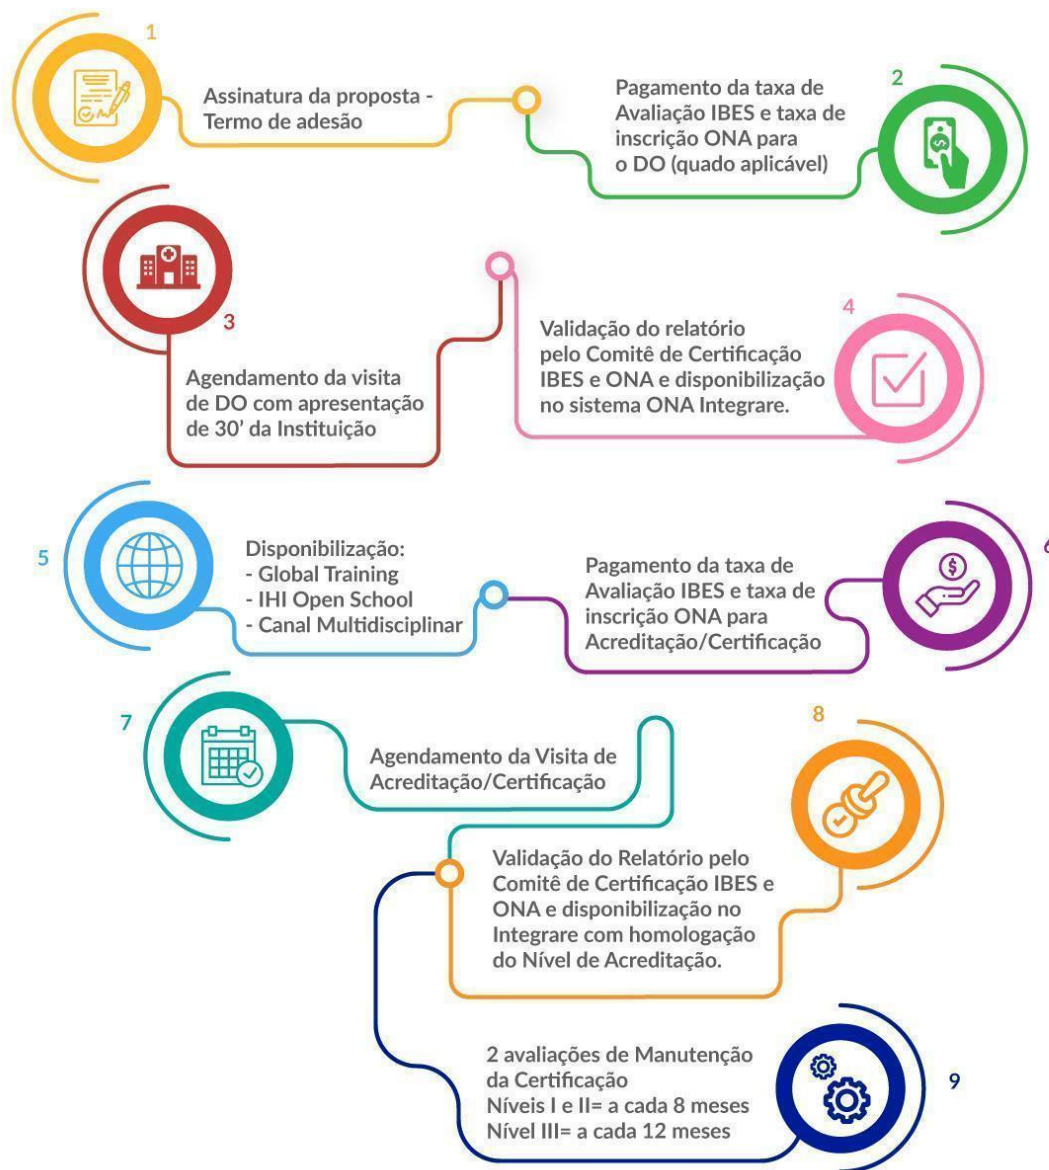 1
Assinatura da proposta -
Termo de adesão
2
Pagamento da taxa de
Avaliação IBES e taxa de
inscrição ONA para
o DO (quado aplicável)
3
Agendamento da visita
de DO com apresentação
de 30' da Instituição
4
Validação do relatório
pelo Comitê de Certificação
IBES e ONA e disponibilização
no sistema ONA Integrare.
5
Disponibilização:
- Global Training
- IHI Open School
- Canal Multidisciplinar
6
Pagamento da taxa de
Avaliação IBES e taxa de
inscrição ONA para
Acreditação/Certificação
7
Agendamento da Visita de
Acreditação/Certificação
8
Validação do Relatório pelo
Comitê de Certificação IBES e
ONA e disponibilização no
Integrare com homologação
do Nível de Acreditação.
9
2 avaliações de Manutenção
da Certificação
Níveis I e II= a cada 8 meses
Nível III= a cada 12 meses